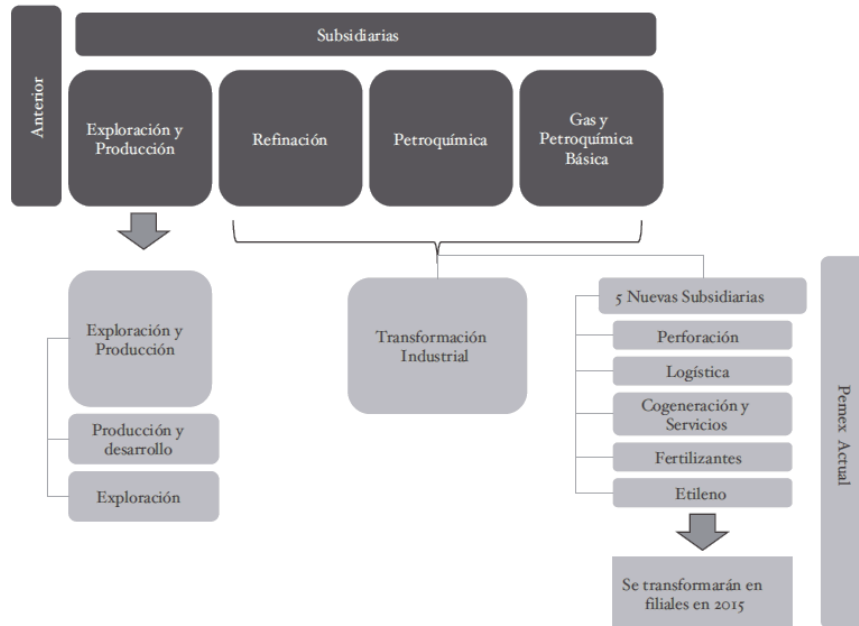 Anterior
Subsidiarias
Exploración y
Producción
Refinación
Petroquímica
Gas y
Petroquímica
Básica
Exploración y
Producción
Producción y
desarrollo
Exploración
Transformación
Industrial
5 Nuevas Subsidiarias
Perforación
Logística
Cogeneración y
Servicios
Fertilizantes
Etileno
Se transformarán en
filiales en 2015
Pemex Actual